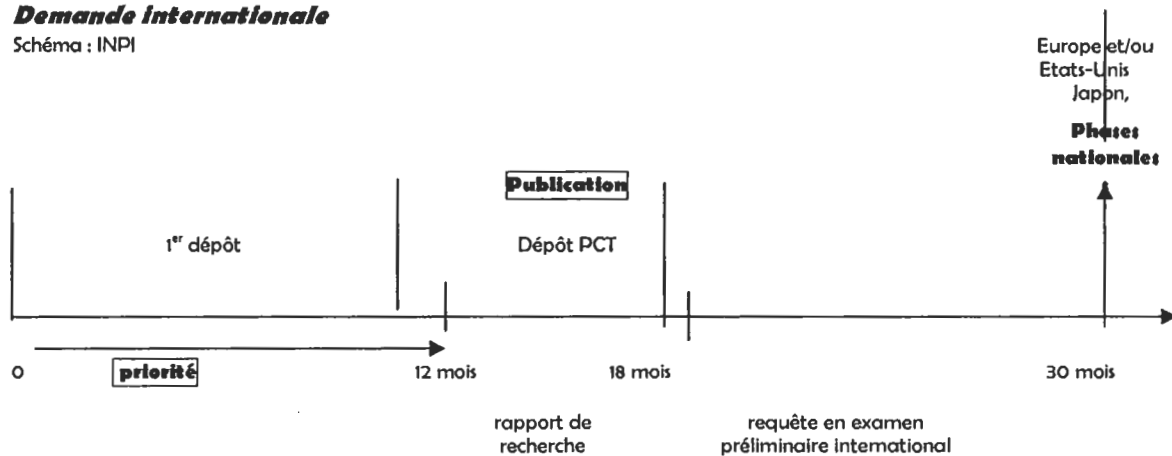 Demande internationale
Schéma : INPI
Europe et/ou
Etats-Unis
Japon,
Phases
nationales
Publication
1er dépôt
Dépôt PCT
priorité
0
12 mois
18 mois
30 mois
rapport de
recherche
requête en examen
préliminaire international